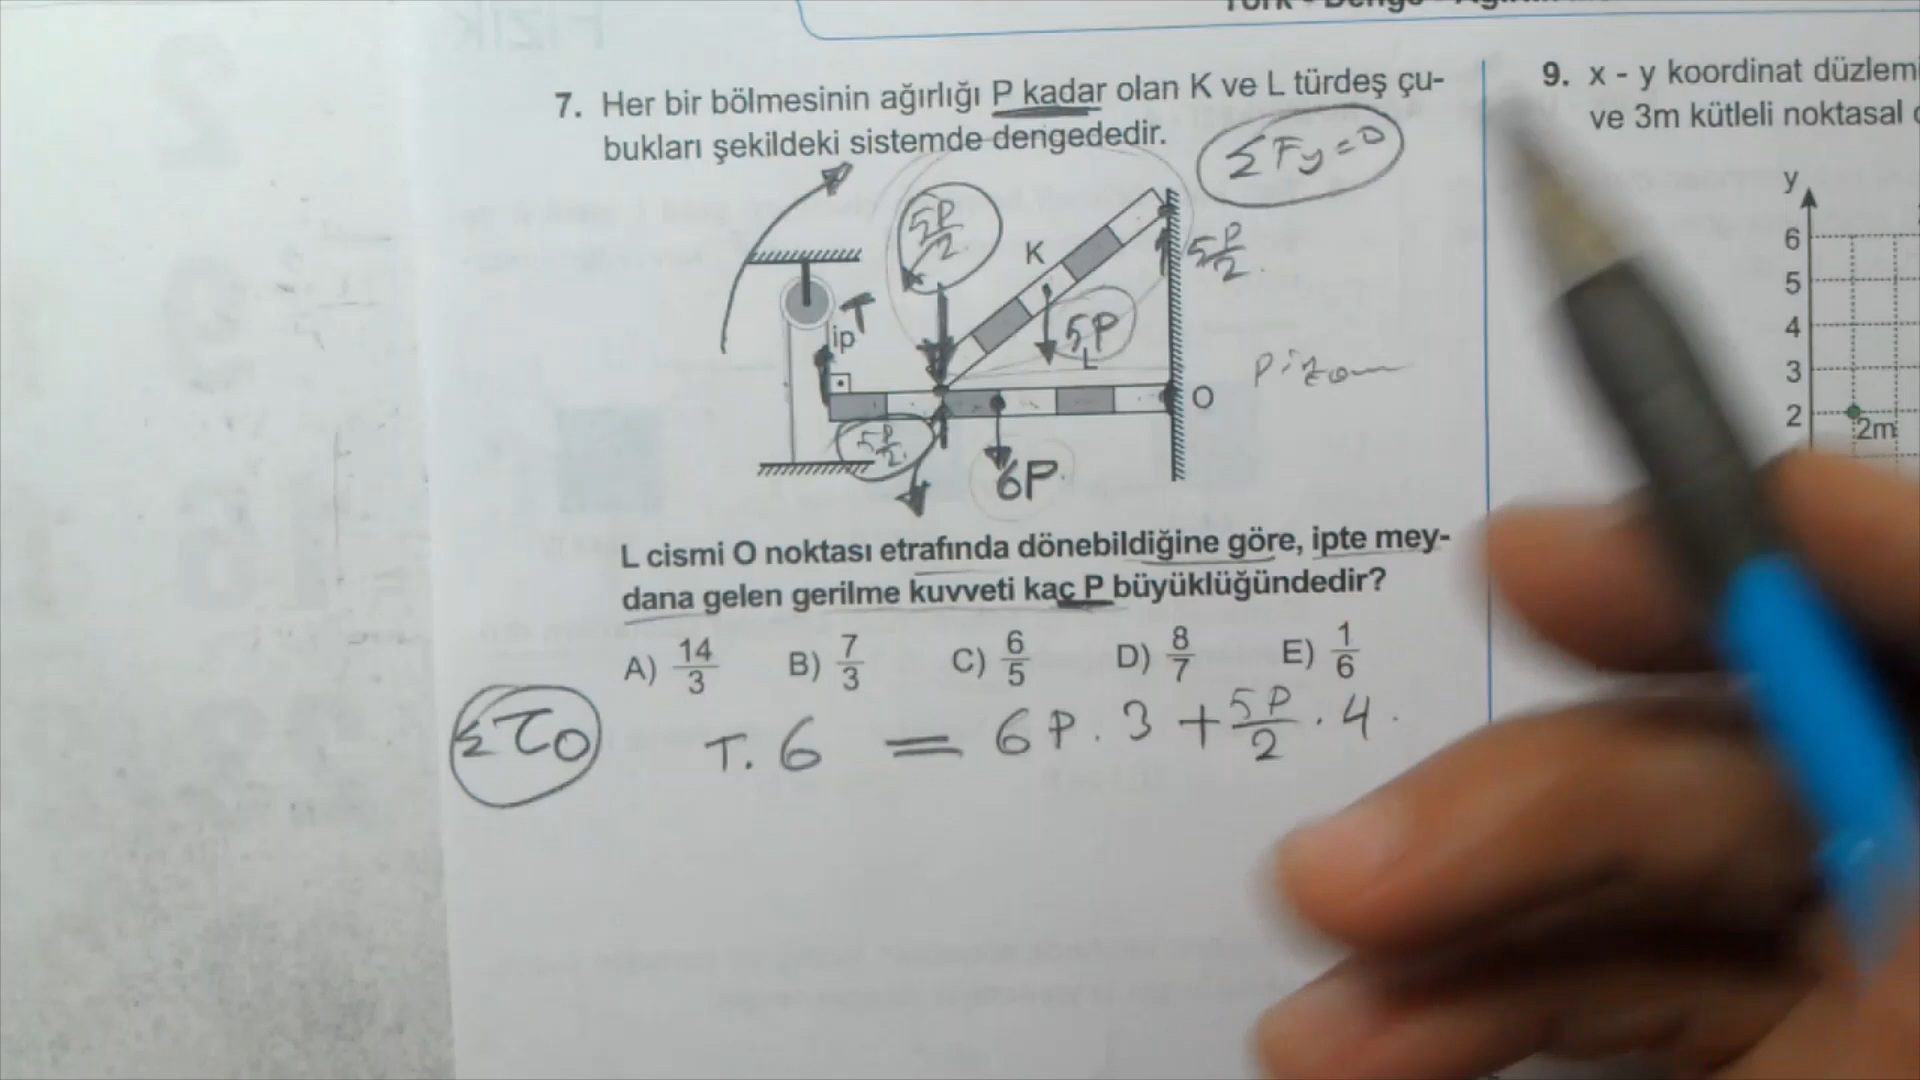 Fizik
7. Her bir bölmesinin ağırlığı P kadar olan K ve L türdeş çu-
bukları şekildeki sistemde dengededir.
ΣFy=0
5P/2
K
5P/2
T
ip
5P
L
O
5P/2
6P
L cismi O noktası etrafında dönebildiğine göre, ipte mey-
dana gelen gerilme kuvveti kaç P büyüklüğündedir?
A) 14/3 B) 7/3 C) 6/5 D) 8/7 E) 1/6
Στo T.6 = 6P.3 + 5P/2 .4
9. x - y koordinat düzlemi
ve 3m kütleli noktasal
y
6
5
4
3
2
2m